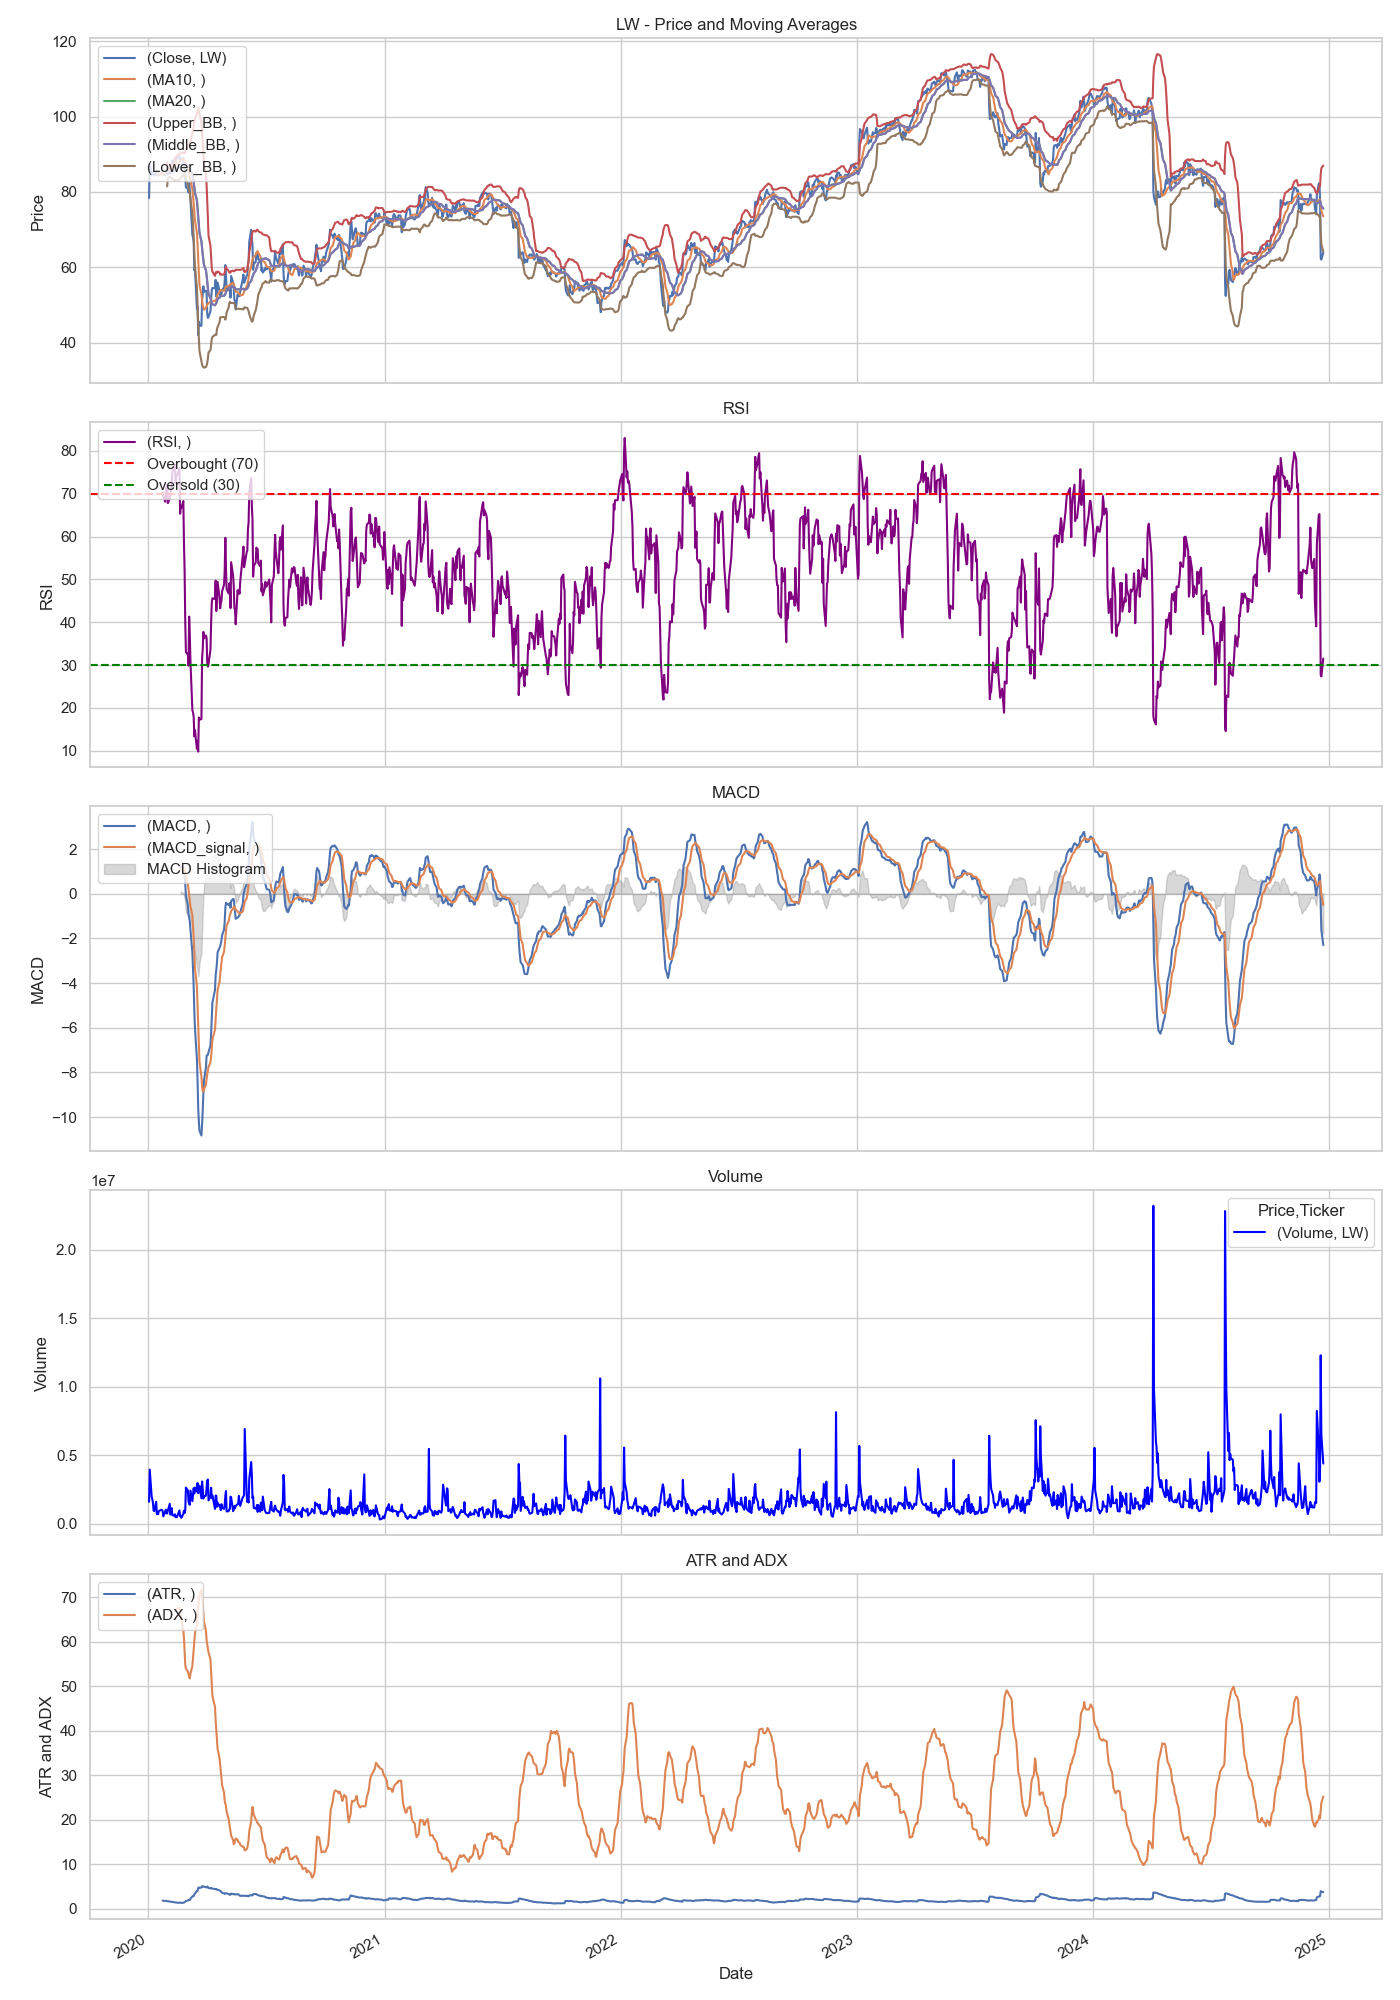 LW - Price and Moving Averages
120
100
80
60
40
Price
(Close, LW)
(MA10, )
(MA20, )
(Upper_BB, )
(Middle_BB, )
(Lower_BB, )
RSI
80
70
60
50
40
30
20
10
RSI
(RSI, )
Overbought (70)
Oversold (30)
MACD
2
0
−2
−4
−6
−8
−10
MACD
(MACD, )
(MACD_signal, )
MACD Histogram
Volume
1e7
2.0
1.5
1.0
0.5
0.0
Volume
Price,Ticker
(Volume, LW)
ATR and ADX
70
60
50
40
30
20
10
0
ATR and ADX
(ATR, )
(ADX, )
2020
2021
2022
2023
2024
2025
Date